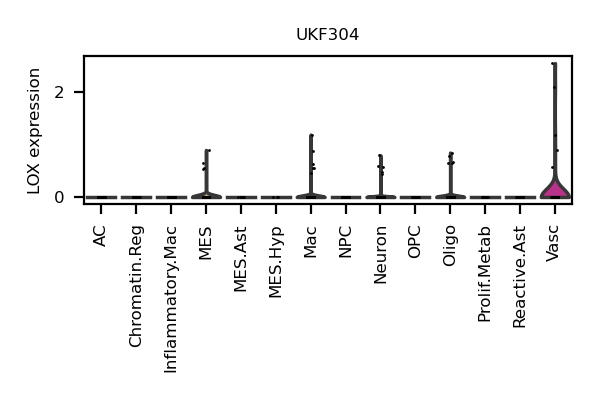 UKF304
LOX expression
2
0
AC
Chromatin.Reg
Inflammatory.Mac
MES
MES.Ast
MES.Hyp
Mac
NPC
Neuron
OPC
Oligo
Prolif.Metab
Reactive.Ast
Vasc